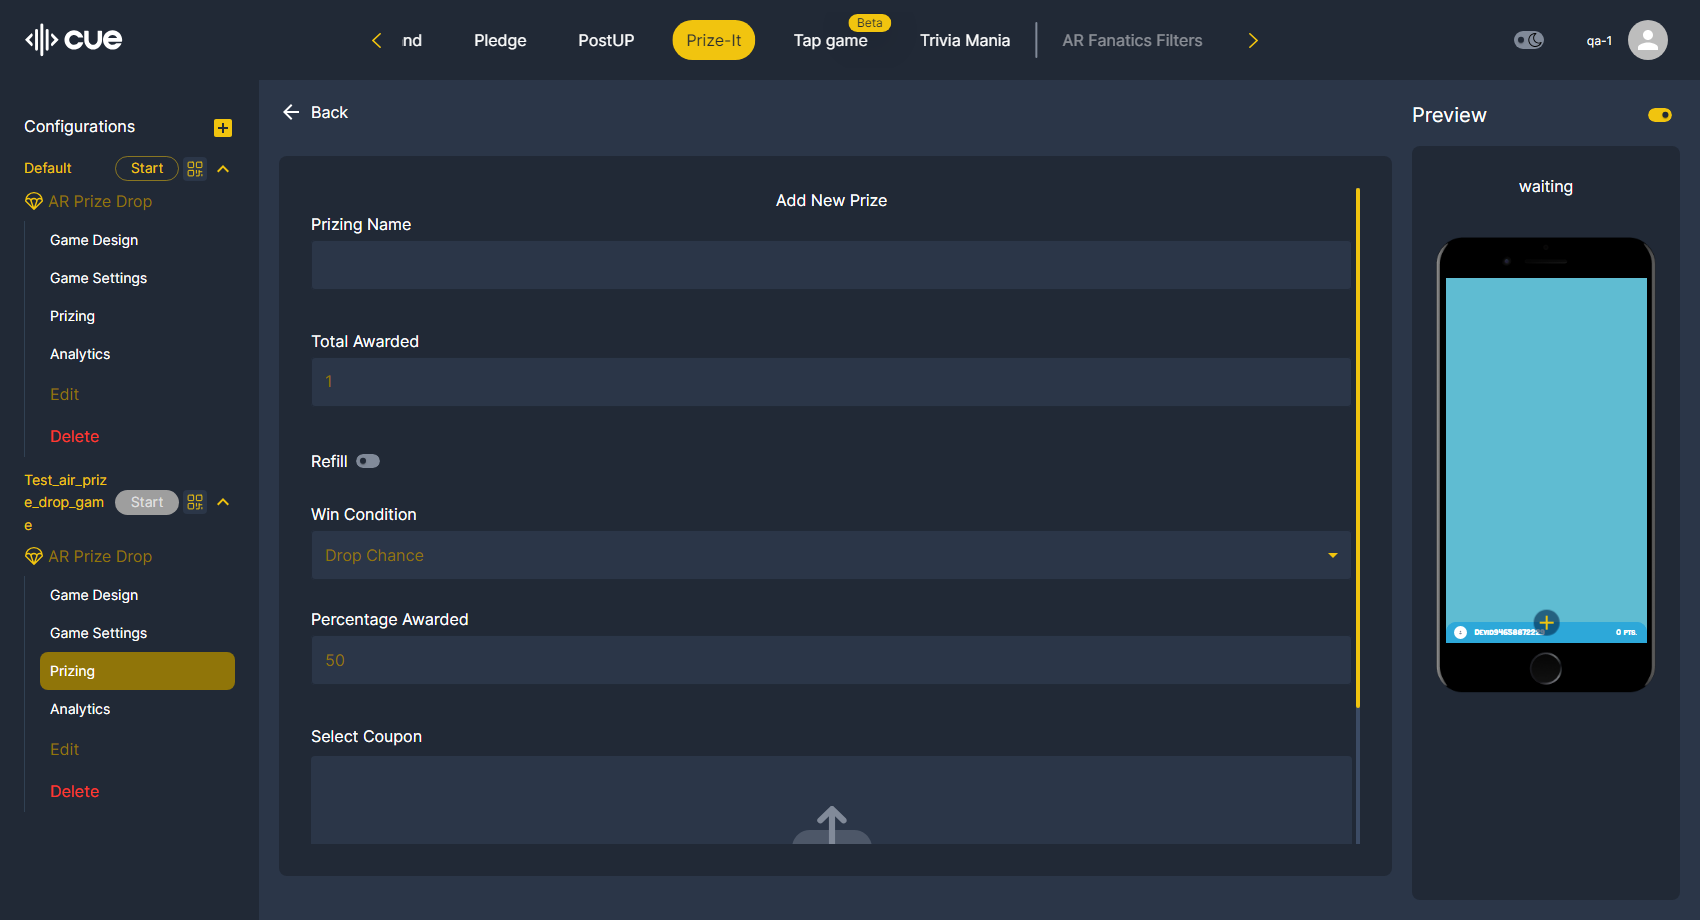 cue
nd
Pledge
PostUP
Prize-It
Beta
Tap game
Trivia Mania
AR Fanatics Filters
qa-1
Configurations
Default
Start
AR Prize Drop
Game Design
Game Settings
Prizing
Analytics
Edit
Delete
Test_air_priz
e_drop_gam
e
Start
AR Prize Drop
Game Design
Game Settings
Prizing
Analytics
Edit
Delete
Back
Add New Prize
Prizing Name
Total Awarded
1
Refill
Win Condition
Drop Chance
Percentage Awarded
50
Select Coupon
Preview
waiting
0 PTS.